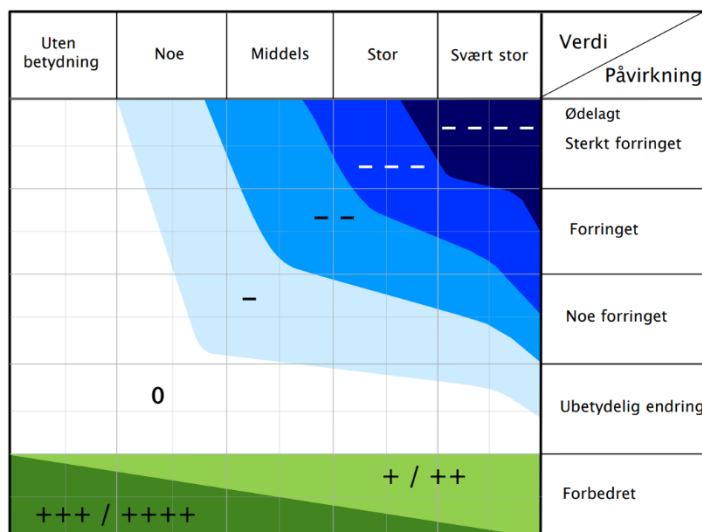 Uten
betydning
Noe
Middels
Stor
Svært stor
Verdi
Påvirkning
Ødelagt
Sterkt forringet
Forringet
Noe forringet
Ubetydelig endring
Forbedret
– – – –
– – –
– –
–
0
+ / ++
+++ / ++++